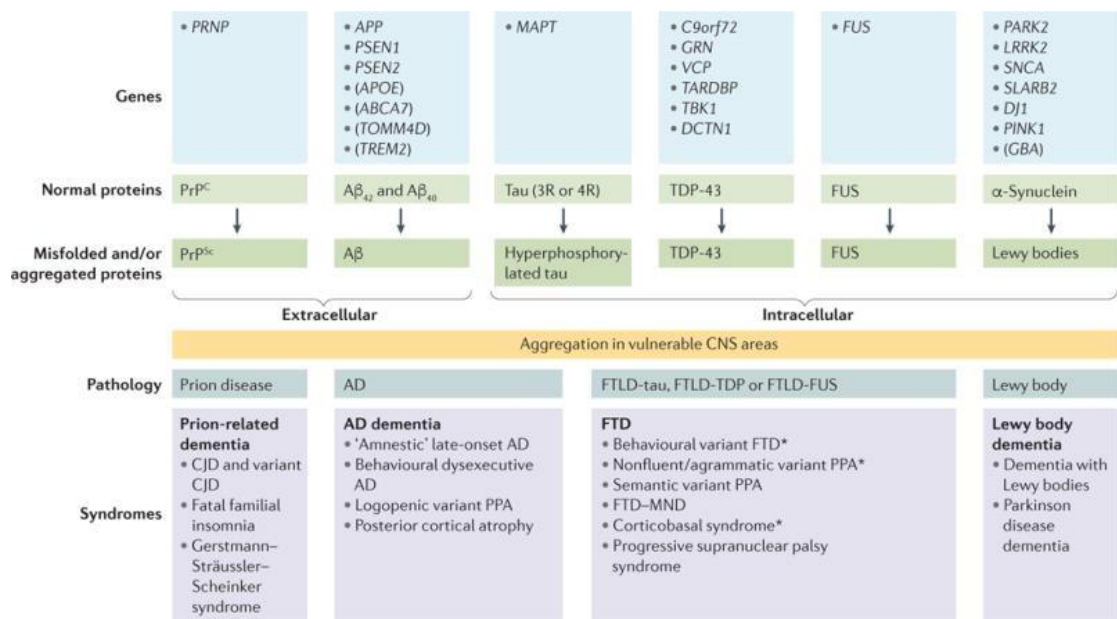 Genes
• PRNP
• APP
• PSEN1
• PSEN2
• (APOE)
• (ABCA7)
• (TOMM4D)
• (TREM2)
• MAPT
• C9orf72
• GRN
• VCP
• TARDBP
• TBK1
• DCTN1
• FUS
• PARK2
• LRRK2
• SNCA
• SLARB2
• DJ1
• PINK1
• (GBA)
Normal proteins
PrPᶜ
Aβ₄₂ and Aβ₄₀
Tau (3R or 4R)
TDP-43
FUS
α-Synuclein
Misfolded and/or
aggregated proteins
PrPˢᶜ
Aβ
Hyperphosphory-
lated tau
TDP-43
FUS
Lewy bodies
Extracellular
Intracellular
Aggregation in vulnerable CNS areas
Pathology
Prion disease
AD
FTLD-tau, FTLD-TDP or FTLD-FUS
Lewy body
Syndromes
Prion-related
dementia
• CJD and variant
CJD
• Fatal familial
insomnia
• Gerstmann–
Sträussler–
Scheinker
syndrome
AD dementia
• ‘Amnestic’ late-onset AD
• Behavioural dysexecutive
AD
• Logopenic variant PPA
• Posterior cortical atrophy
FTD
• Behavioural variant FTD*
• Nonfluent/agrammatic variant PPA*
• Semantic variant PPA
• FTD–MND
• Corticobasal syndrome*
• Progressive supranuclear palsy
syndrome
Lewy body
dementia
• Dementia with
Lewy bodies
• Parkinson
disease
dementia